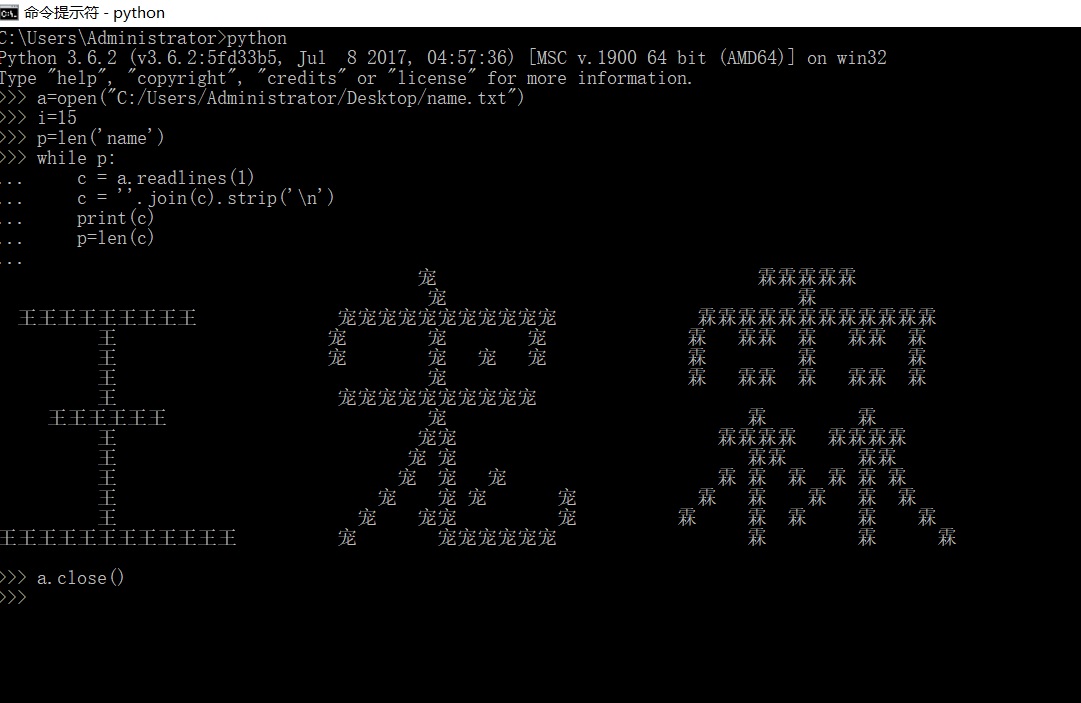 命令提示符 - python
C:\Users\Administrator>python
Python 3.6.2 (v3.6.2:5fd33b5, Jul  8 2017, 04:57:36) [MSC v.1900 64 bit (AMD64)] on win32
Type "help", "copyright", "credits" or "license" for more information.
>>> a=open("C:/Users/Administrator/Desktop/name.txt")
>>> i=15
>>> p=len('name')
>>> while p:
...     c = a.readlines(1)
...     c = ''.join(c).strip('\n')
...     print(c)
...     p=len(c)
...
宠 霖霖霖霖霖
宠 霖
王王王王王王王王王 宠宠宠宠宠宠宠宠宠宠宠 霖霖霖霖霖霖霖霖霖霖霖霖
王 宠 宠 宠 霖 霖霖 霖 霖霖 霖
王 宠 宠 宠 宠 霖 霖 霖
王 宠 霖 霖霖 霖 霖霖 霖
王 宠宠宠宠宠宠宠宠宠宠
王王王王王王 宠 霖 霖
王 宠宠 霖霖霖霖 霖霖霖霖
王 宠 宠 霖霖 霖霖
王 宠 宠 宠 霖 霖 霖 霖 霖 霖
王 宠 宠 宠 宠 霖 霖 霖 霖 霖
王 宠 宠宠 宠 霖 霖 霖 霖 霖
王王王王王王王王王王王王 宠 宠宠宠宠宠宠 霖 霖 霖
>>> a.close()
>>>